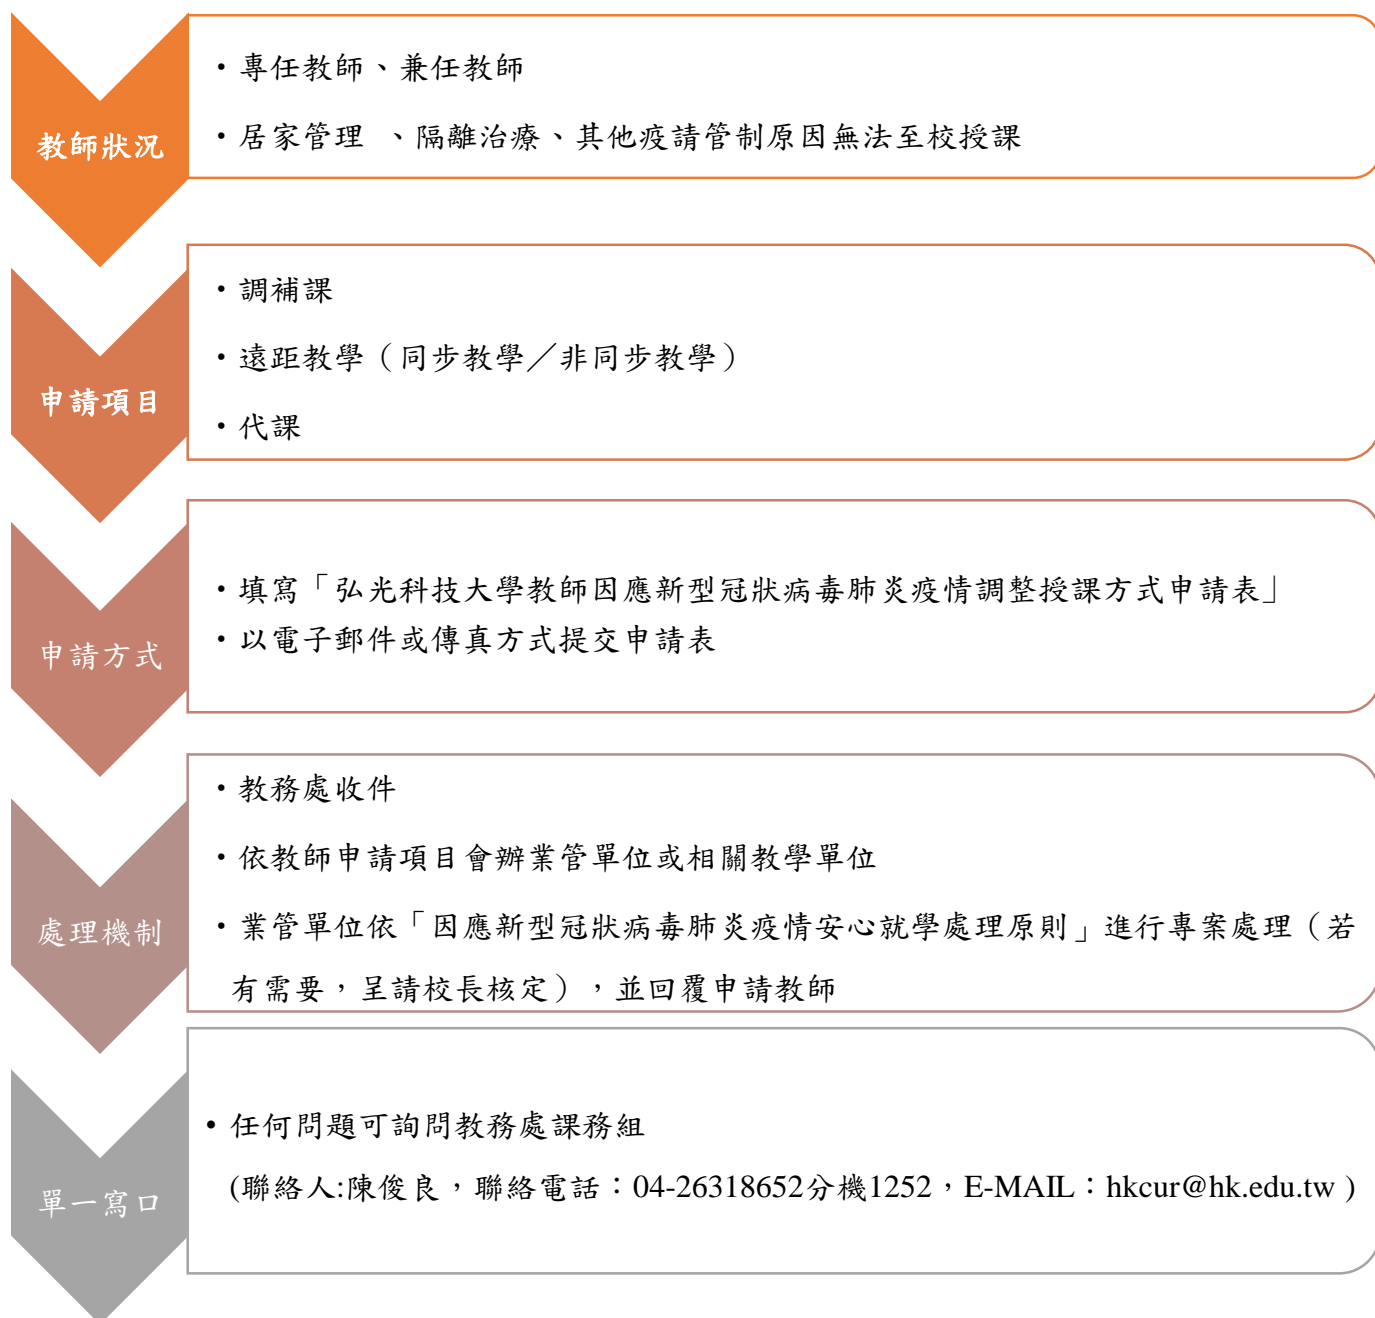 教師狀況
・專任教師、兼任教師
・居家管理 、隔離治療、其他疫請管制原因無法至校授課
申請項目
・調補課
・遠距教學（同步教學／非同步教學）
・代課
申請方式
・填寫「弘光科技大學教師因應新型冠狀病毒肺炎疫情調整授課方式申請表」
・以電子郵件或傳真方式提交申請表
處理機制
・教務處收件
・依教師申請項目會辦業管單位或相關教學單位
・業管單位依「因應新型冠狀病毒肺炎疫情安心就學處理原則」進行專案處理（若
有需要，呈請校長核定），並回覆申請教師
單一窩口
・任何問題可詢問教務處課務組
(聯絡人:陳俊良，聯絡電話：04-26318652分機1252，E-MAIL：hkcur@hk.edu.tw )